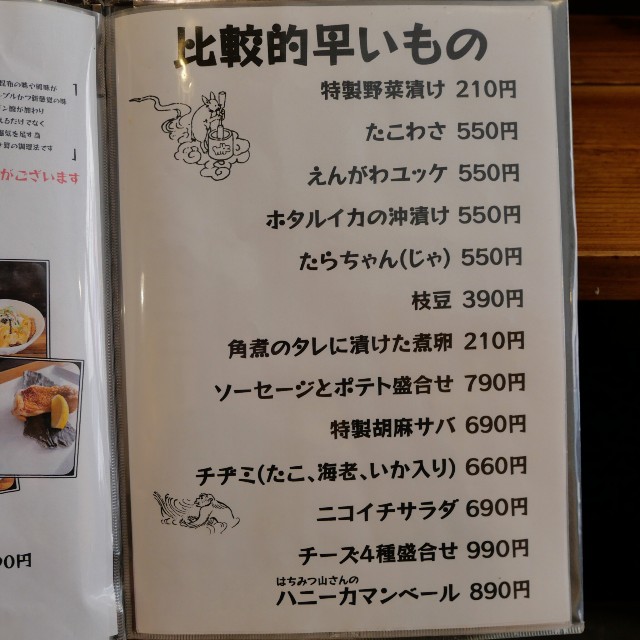 比較的早いもの
特製野菜漬け 210円
たこわさ 550円
えんがわユッケ 550円
ホタルイカの沖漬け 550円
たらちゃん(じゃ) 550円
枝豆 390円
角煮のタレに漬けた煮卵 210円
ソーセージとポテト盛合せ 790円
特製胡麻サバ 690円
チヂミ(たこ、海老、いか入り) 660円
ニコイチサラダ 690円
チーズ4種盛合せ 990円
はちみつ山さんの
ハニーカマンベール 890円
がございます
90円